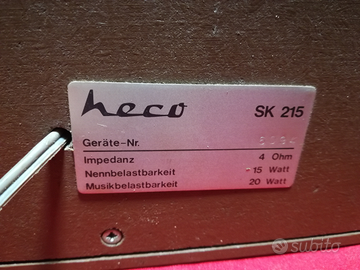 heco SK 215
Geräte-Nr.
Impedanz 4 Ohm
Nennbelastbarkeit 15 Watt
Musikbelastbarkeit 20 Watt
subito